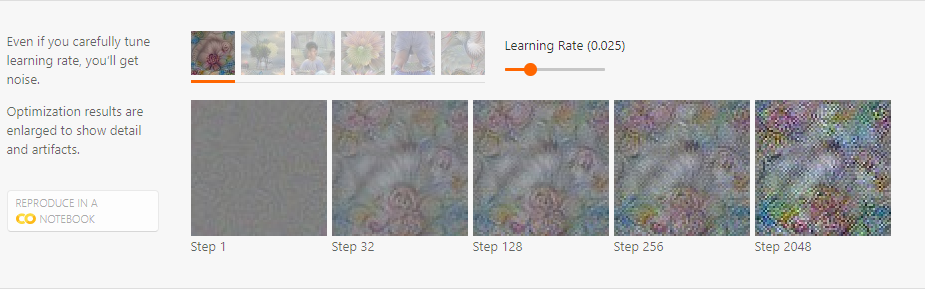 Even if you carefully tune
learning rate, you'll get
noise.
Optimization results are
enlarged to show detail
and artifacts.
REPRODUCE IN A
CO NOTEBOOK
Learning Rate (0.025)
Step 1
Step 32
Step 128
Step 256
Step 2048